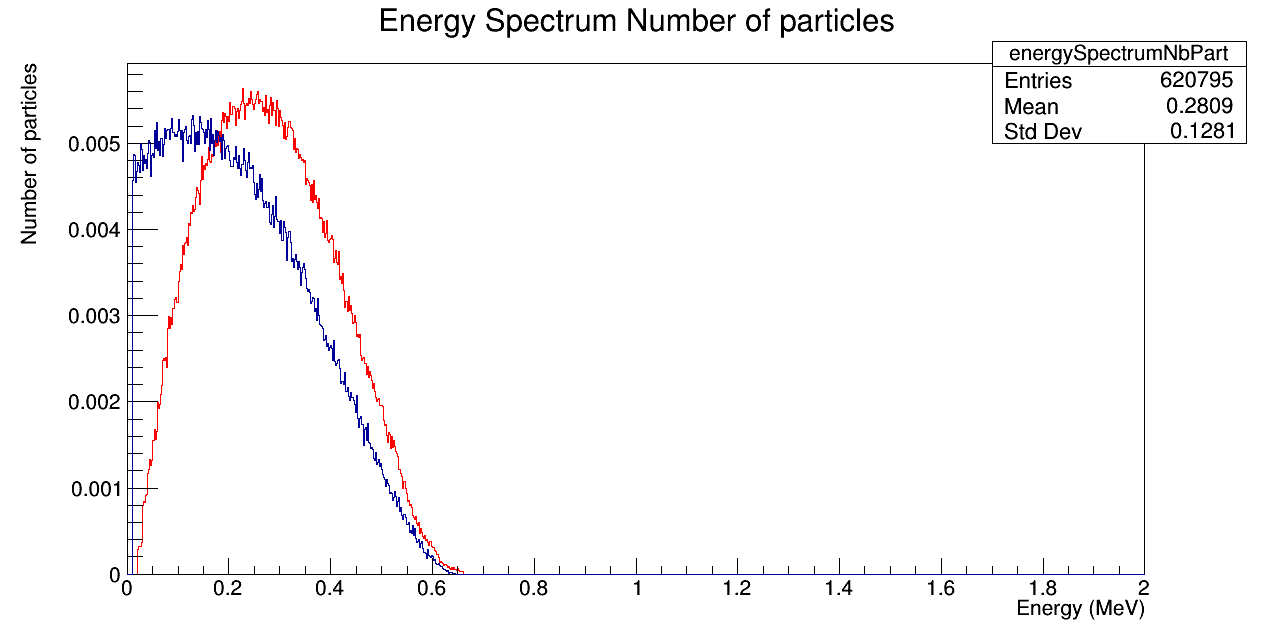 Energy Spectrum Number of particles
energySpectrumNbPart
Entries 620795
Mean 0.2809
Std Dev 0.1281
Number of particles
0.005
0.004
0.003
0.002
0.001
0
0 0.2 0.4 0.6 0.8 1 1.2 1.4 1.6 1.8 2
Energy (MeV)